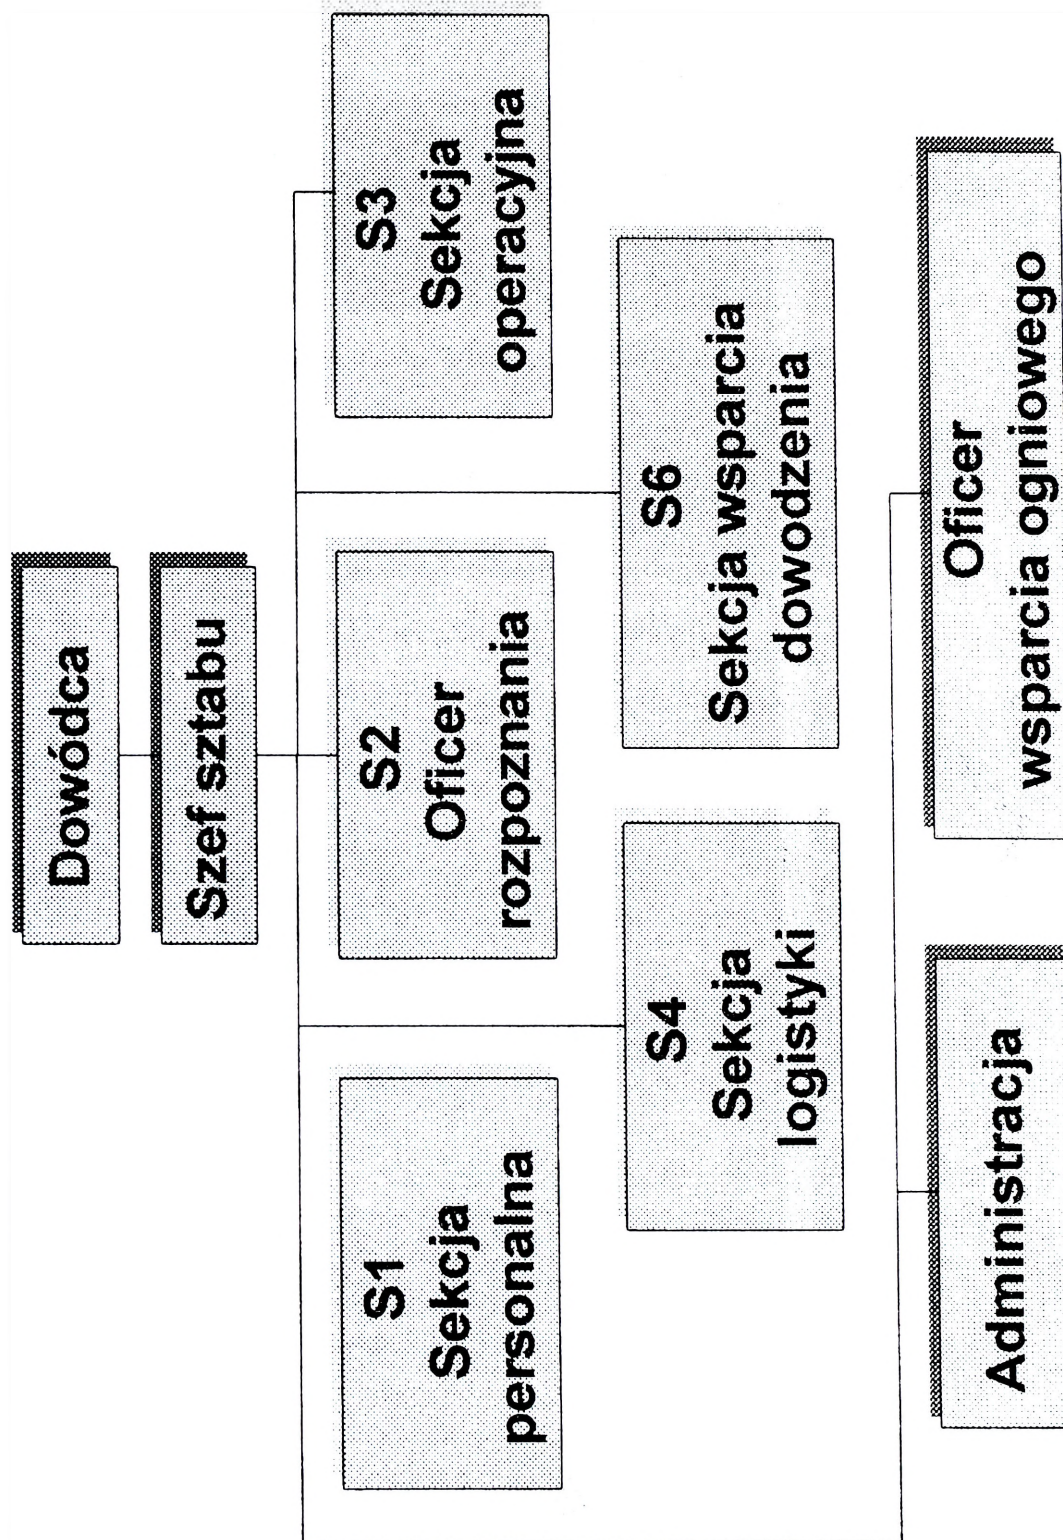 Dowódca
Szef sztabu
S1
Sekcja
personalna
S2
Oficer
rozpoznania
S3
Sekcja
operacyjna
S4
Sekcja
logistyki
S6
Sekcja wsparcia
dowodzenia
Administracja
Oficer
wsparcia ogniowego